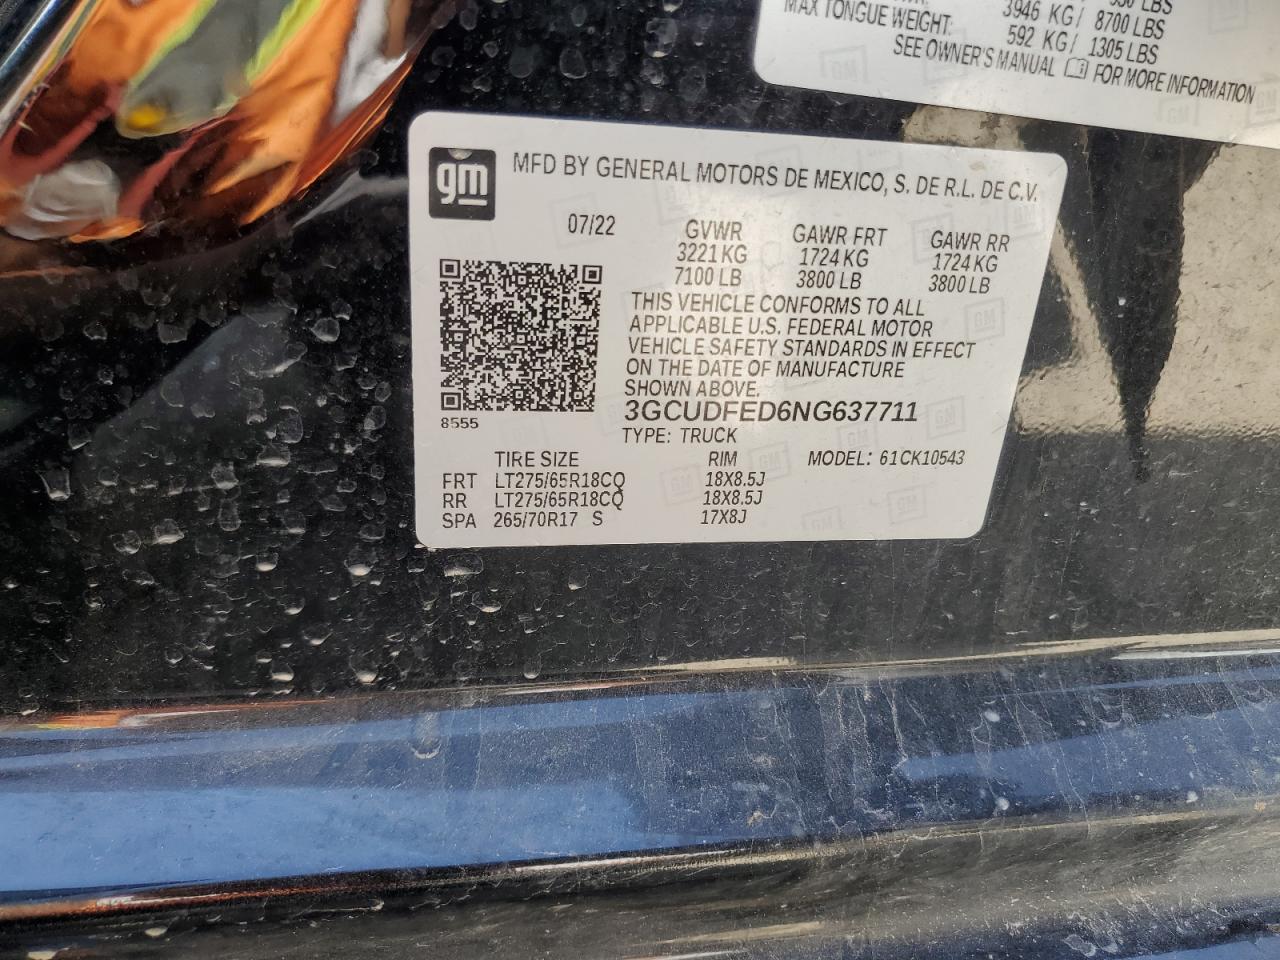 LBS
3946 KG/ 8700 LBS
MAX TONGUE WEIGHT: 592 KG/ 1305 LBS
SEE OWNER'S MANUAL FOR MORE INFORMATION
gm
MFD BY GENERAL MOTORS DE MEXICO, S. DE R.L. DE C.V.
07/22 GVWR GAWR FRT GAWR RR
3221 KG 1724 KG 1724 KG
7100 LB 3800 LB 3800 LB
THIS VEHICLE CONFORMS TO ALL
APPLICABLE U.S. FEDERAL MOTOR
VEHICLE SAFETY STANDARDS IN EFFECT
ON THE DATE OF MANUFACTURE
SHOWN ABOVE.
3GCUDFED6NG637711
8555
TYPE: TRUCK
TIRE SIZE RIM MODEL: 61CK10543
FRT LT275/65R18CQ 18X8.5J
RR LT275/65R18CQ 18X8.5J
SPA 265/70R17 S 17X8J